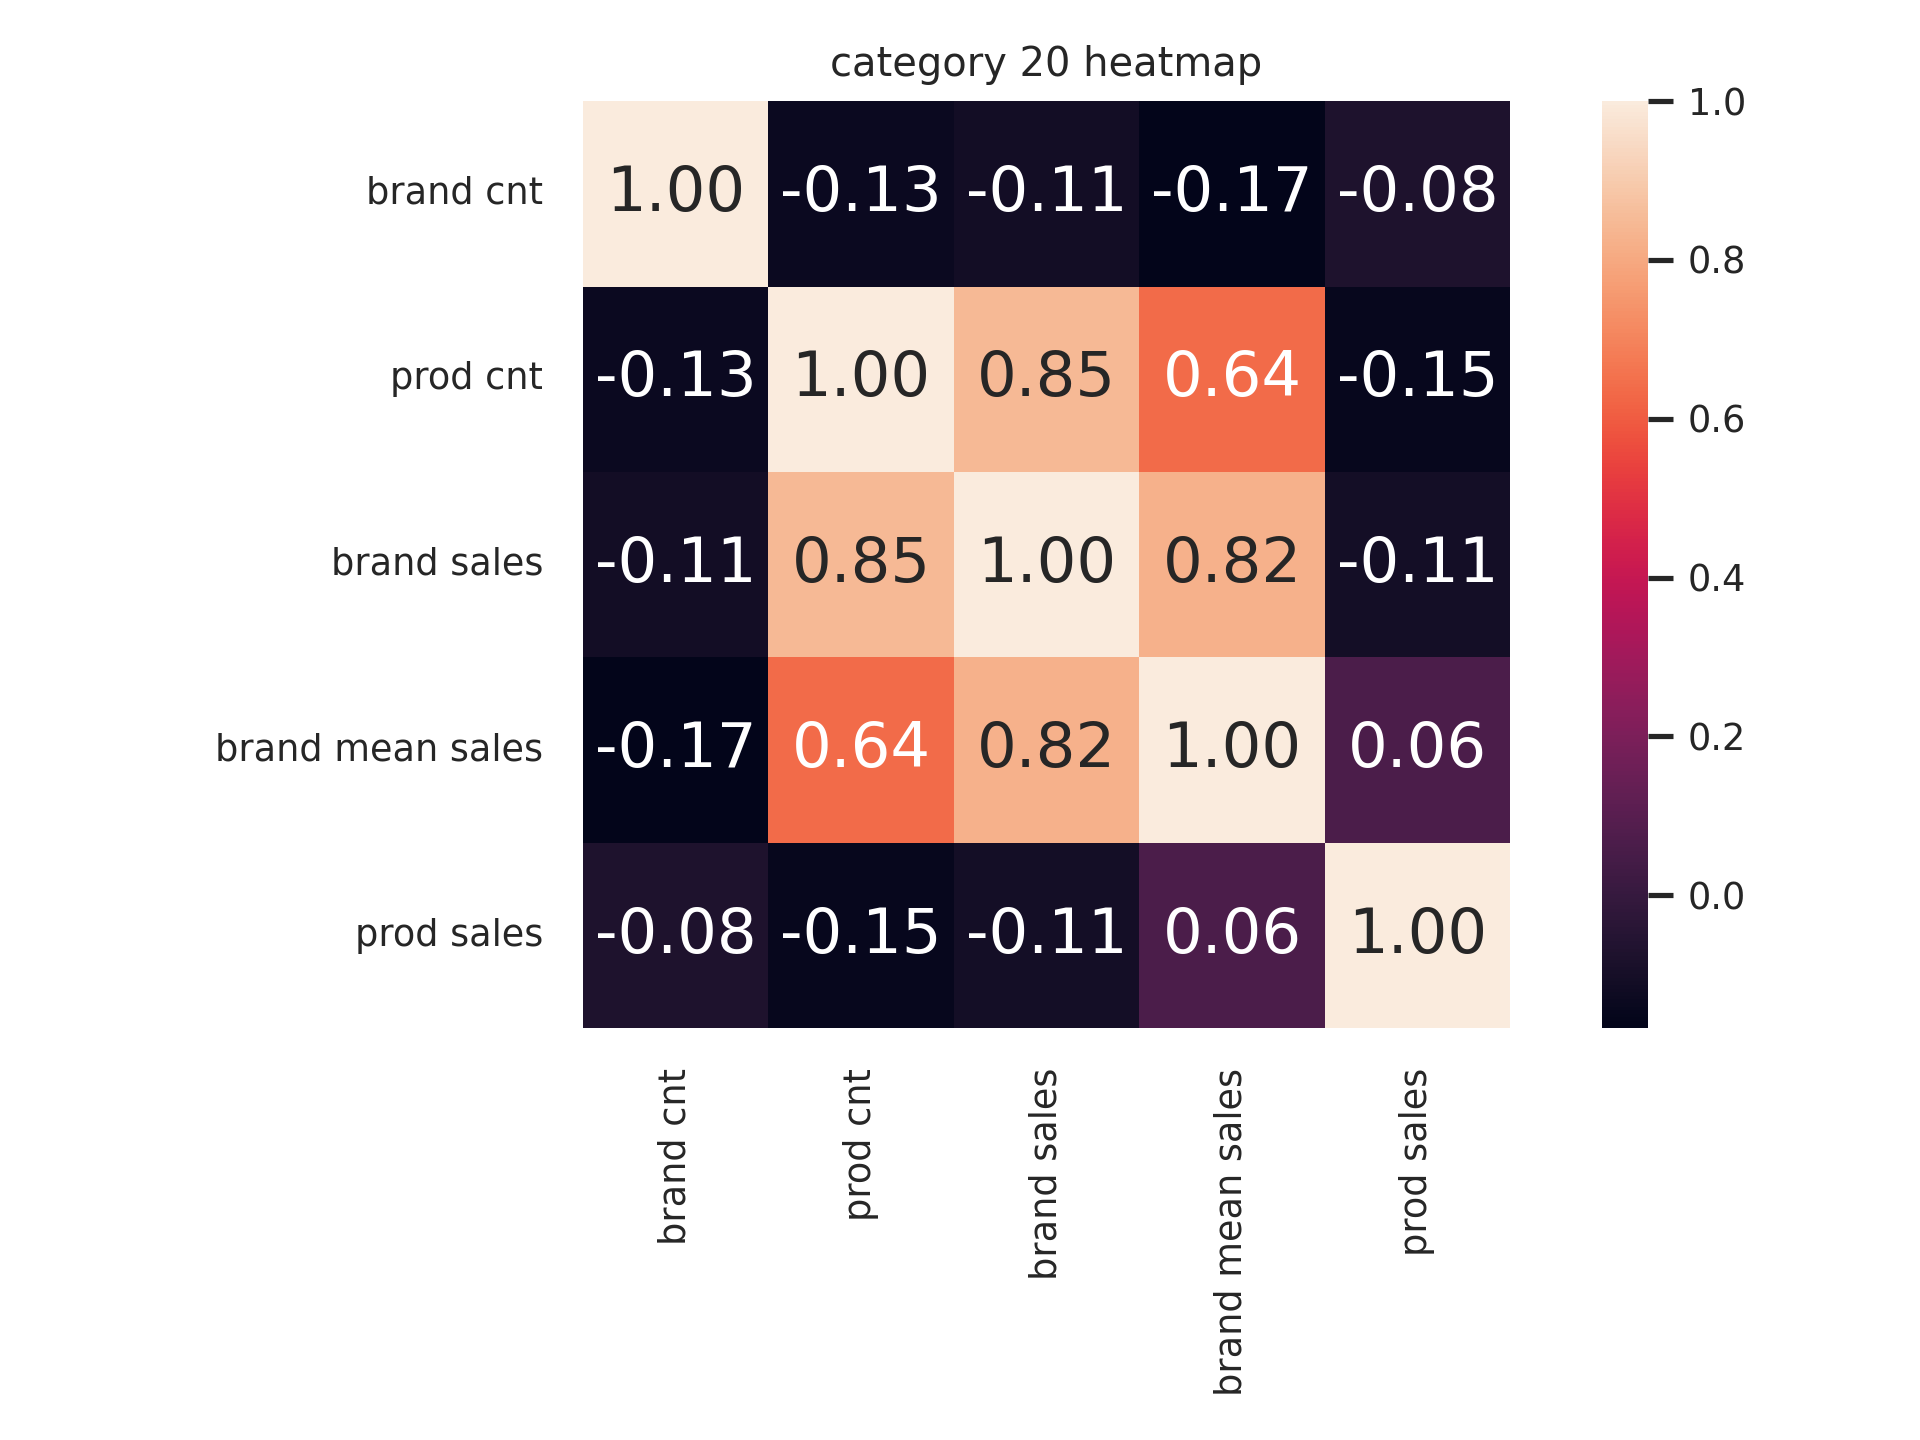 category 20 heatmap
brand cnt 1.00 -0.13 -0.11 -0.17 -0.08
prod cnt -0.13 1.00 0.85 0.64 -0.15
brand sales -0.11 0.85 1.00 0.82 -0.11
brand mean sales -0.17 0.64 0.82 1.00 0.06
prod sales -0.08 -0.15 -0.11 0.06 1.00
brand cnt
prod cnt
brand sales
brand mean sales
prod sales
1.0
0.8
0.6
0.4
0.2
0.0